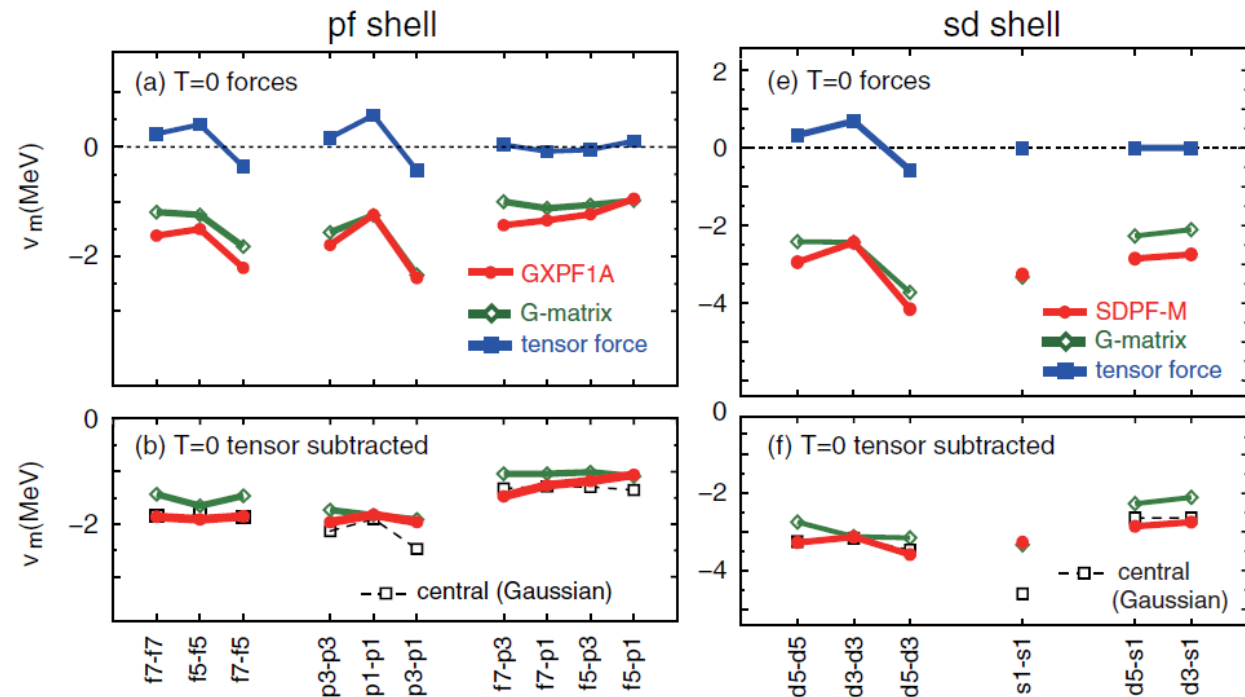 pf shell
sd shell
(a) T=0 forces
0
−2
v_m(MeV)
GXPF1A
G-matrix
tensor force
(e) T=0 forces
2
0
−2
−4
SDPF-M
G-matrix
tensor force
(b) T=0 tensor subtracted
0
−2
v_m(MeV)
central (Gaussian)
f7-f7
f5-f5
f7-f5
p3-p3
p1-p1
p3-p1
f7-p3
f7-p1
f5-p3
f5-p1
(f) T=0 tensor subtracted
0
−2
−4
central
(Gaussian)
d5-d5
d3-d3
d5-d3
s1-s1
d5-s1
d3-s1